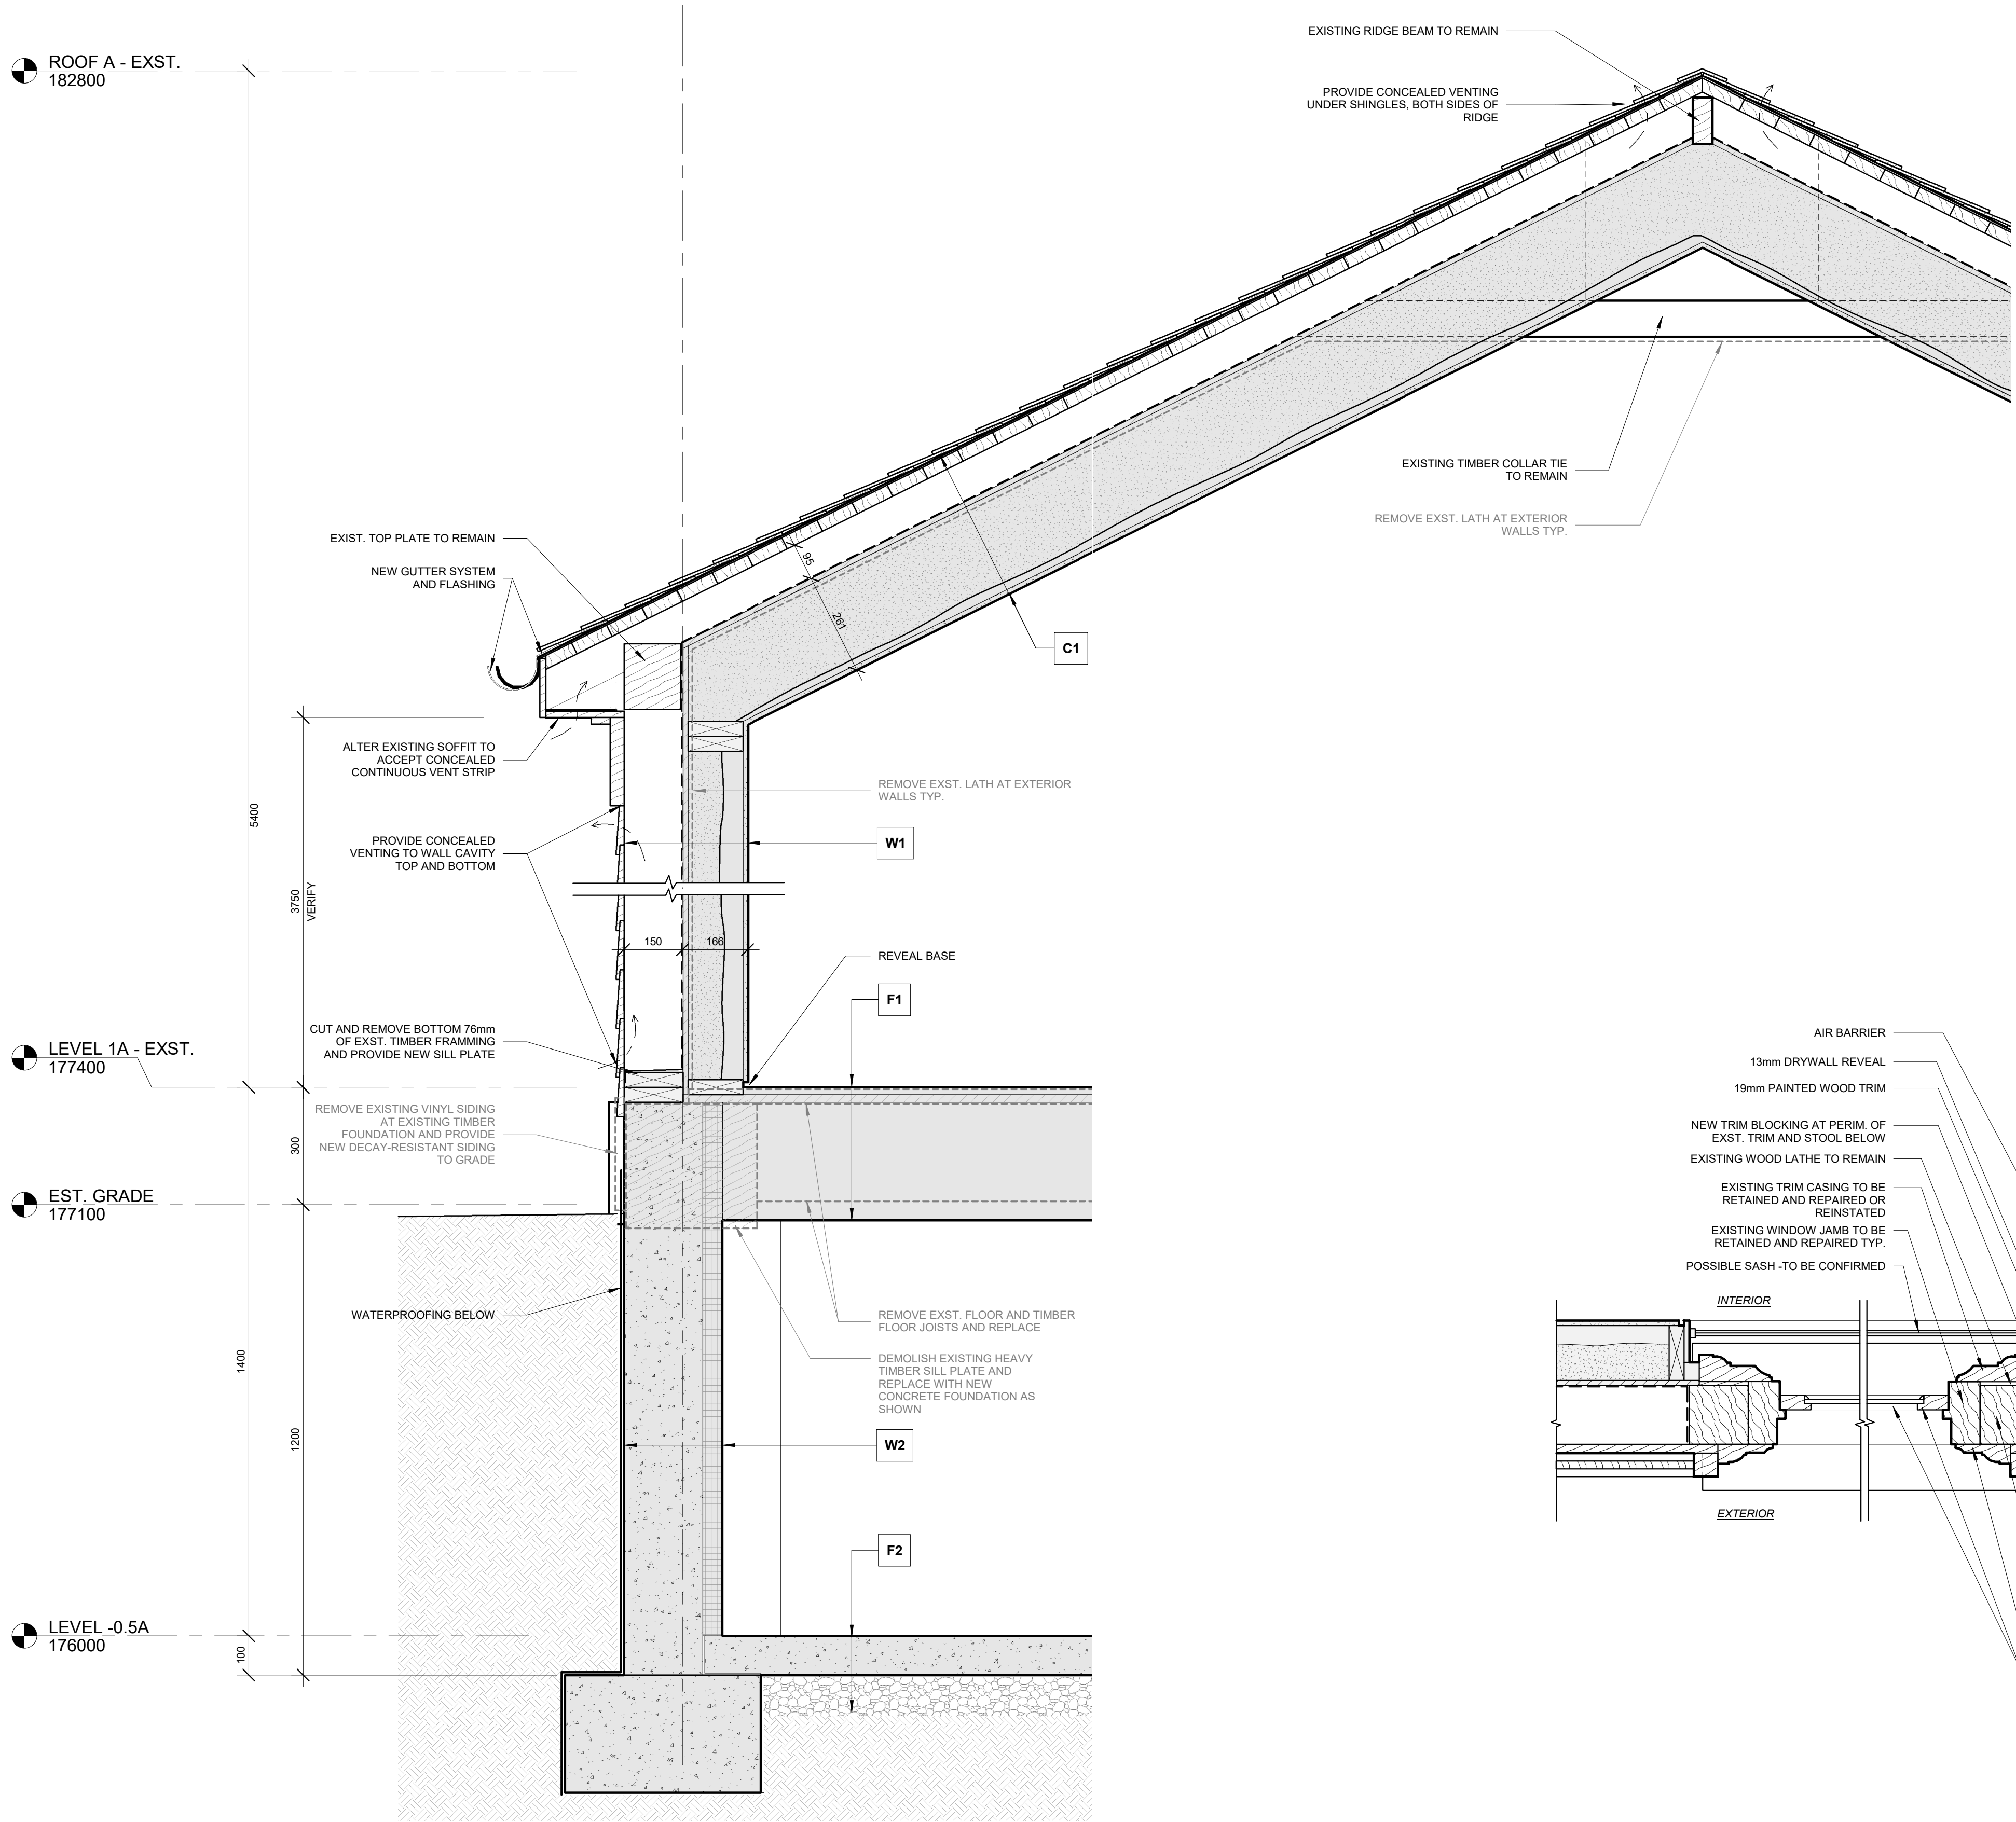 EXISTING RIDGE BEAM TO REMAIN
ROOF A - EXST.
182800
PROVIDE CONCEALED VENTING
UNDER SHINGLES, BOTH SIDES OF
RIDGE
EXISTING TIMBER COLLAR TIE
TO REMAIN
REMOVE EXST. LATH AT EXTERIOR
WALLS TYP.
EXIST. TOP PLATE TO REMAIN
NEW GUTTER SYSTEM
AND FLASHING
95
261
C1
ALTER EXISTING SOFFIT TO
ACCEPT CONCEALED
CONTINUOUS VENT STRIP
REMOVE EXST. LATH AT EXTERIOR
WALLS TYP.
5400
PROVIDE CONCEALED
VENTING TO WALL CAVITY
TOP AND BOTTOM
W1
3750
VERIFY
150
166
REVEAL BASE
F1
CUT AND REMOVE BOTTOM 76mm
OF EXST. TIMBER FRAMMING
AND PROVIDE NEW SILL PLATE
LEVEL 1A - EXST.
177400
REMOVE EXISTING VINYL SIDING
AT EXISTING TIMBER
FOUNDATION AND PROVIDE
NEW DECAY-RESISTANT SIDING
TO GRADE
300
EST. GRADE
177100
WATERPROOFING BELOW
REMOVE EXST. FLOOR AND TIMBER
FLOOR JOISTS AND REPLACE
DEMOLISH EXISTING HEAVY
TIMBER SILL PLATE AND
REPLACE WITH NEW
CONCRETE FOUNDATION AS
SHOWN
1400
1200
W2
F2
LEVEL -0.5A
176000
100
AIR BARRIER
13mm DRYWALL REVEAL
19mm PAINTED WOOD TRIM
NEW TRIM BLOCKING AT PERIM. OF
EXST. TRIM AND STOOL BELOW
EXISTING WOOD LATHE TO REMAIN
EXISTING TRIM CASING TO BE
RETAINED AND REPAIRED OR
REINSTATED
EXISTING WINDOW JAMB TO BE
RETAINED AND REPAIRED TYP.
POSSIBLE SASH -TO BE CONFIRMED
INTERIOR
EXTERIOR